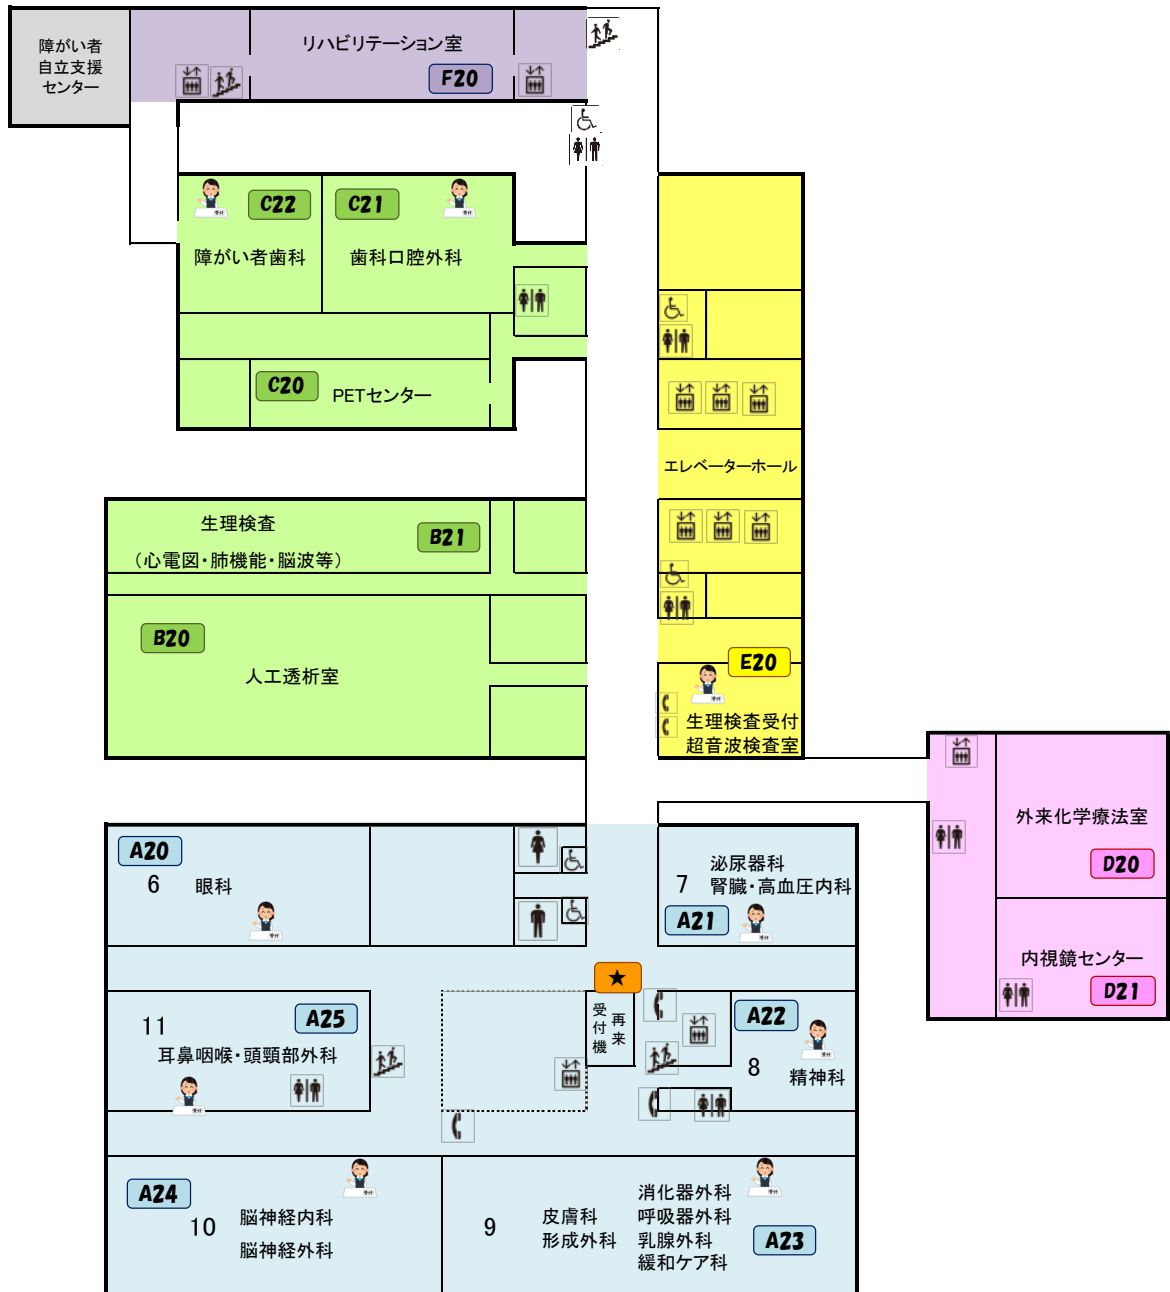 障がい者
自立支援
センター
リハビリテーション室
F20
C22
C21
障がい者歯科
歯科口腔外科
C20
PETセンター
エレベーターホール
生理検査
(心電図・肺機能・脳波等)
B21
B20
人工透析室
E20
生理検査受付
超音波検査室
外来化学療法室
D20
内視鏡センター
D21
A20
6
眼科
7
泌尿器科
腎臓・高血圧内科
A21
★
再来
受付機
A22
8
精神科
11
A25
耳鼻咽喉・頭頸部外科
A24
10
脳神経内科
脳神経外科
9
皮膚科
形成外科
消化器外科
呼吸器外科
乳腺外科
緩和ケア科
A23